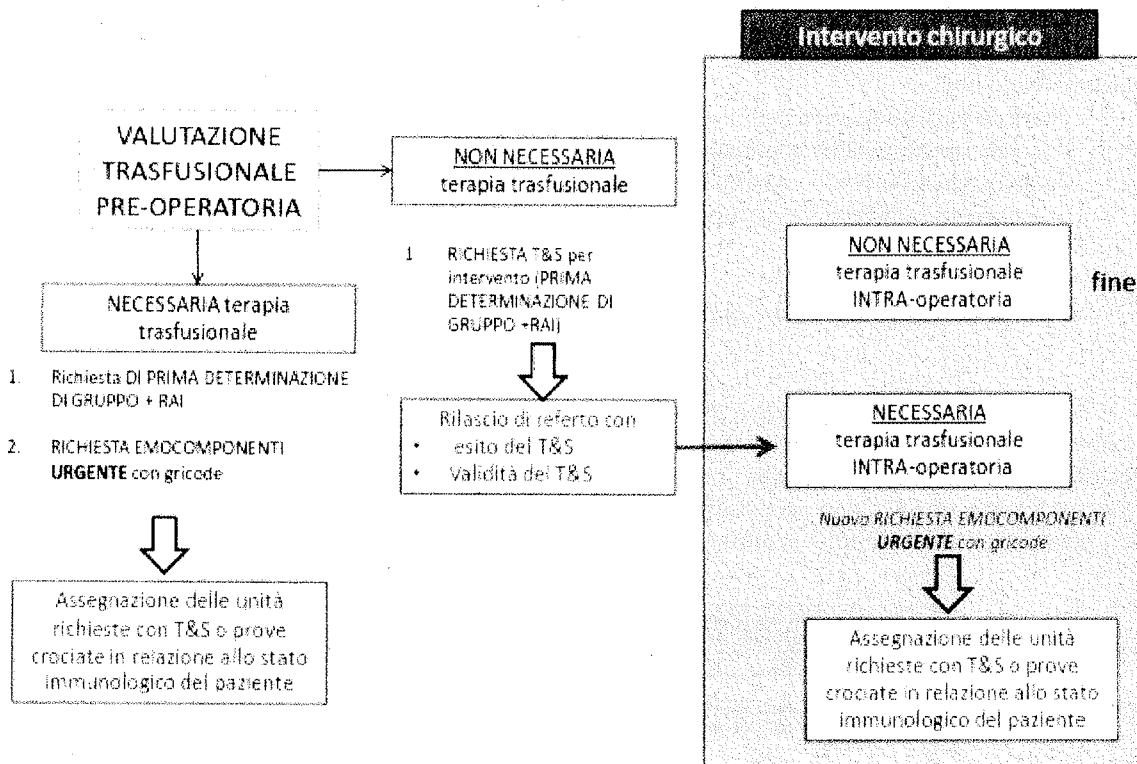 Intervento chirurgico
VALUTAZIONE
TRASFUSIONALE
PRE-OPERATORIA
NON NECESSARIA
terapia trasfusionale
NECESSARIA terapia
trasfusionale
1. Richiesta DI PRIMA DETERMINAZIONE
DI GRUPPO + RAI
2. RICHIESTA EMOCOMPONENTI
URGENTE con gricode
Assegnazione delle unità
richieste con T&S o prove
crociate in relazione allo stato
immunologico del paziente
1 RICHIESTA T&S per
intervento (PRIMA
DETERMINAZIONE DI
GRUPPO +RAI)
Rilascio di referto con
• esito del T&S
• Validità del T&S
NON NECESSARIA
terapia trasfusionale
INTRA-operatoria
fine
NECESSARIA
terapia trasfusionale
INTRA-operatoria
Nuova RICHIESTA EMOCOMPONENTI
URGENTE con gricode
Assegnazione delle unità
richieste con T&S o prove
crociate in relazione allo stato
immunologico del paziente